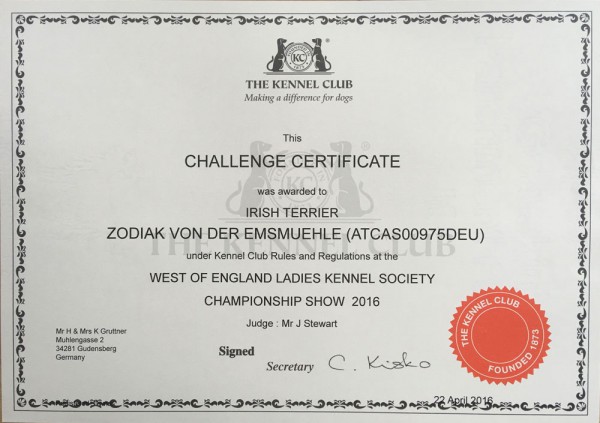 KC
THE KENNEL CLUB
Making a difference for dogs
This
CHALLENGE CERTIFICATE
was awarded to
IRISH TERRIER
ZODIAK VON DER EMSMUEHLE (ATCAS00975DEU)
THE KENNEL CLUB
under Kennel Club Rules and Regulations at the
WEST OF ENGLAND LADIES KENNEL SOCIETY
CHAMPIONSHIP SHOW 2016
Judge : Mr J Stewart
Mr H & Mrs K Gruttner
Muhlengasse 2
34281 Gudensberg
Germany
Signed
Secretary C. Kisko
THE KENNEL CLUB
FOUNDED 1873
22 April 2016